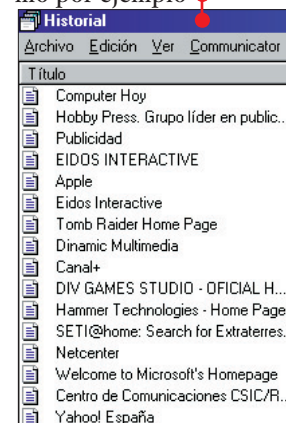 mo por ejemplo
Historial
Archivo Edición Ver Communicator
Título
Computer Hoy
Hobby Press. Grupo líder en public..
Publicidad
EIDOS INTERACTIVE
Apple
Eidos Interactive
Tomb Raider Home Page
Dinamic Multimedia
Canal+
DIV GAMES STUDIO - OFICIAL H...
Hammer Technologies - Home Page
SETI@home: Search for Extraterres.
Netcenter
Welcome to Microsoft's Homepage
Centro de Comunicaciones CSIC/R..
Yahoo! España